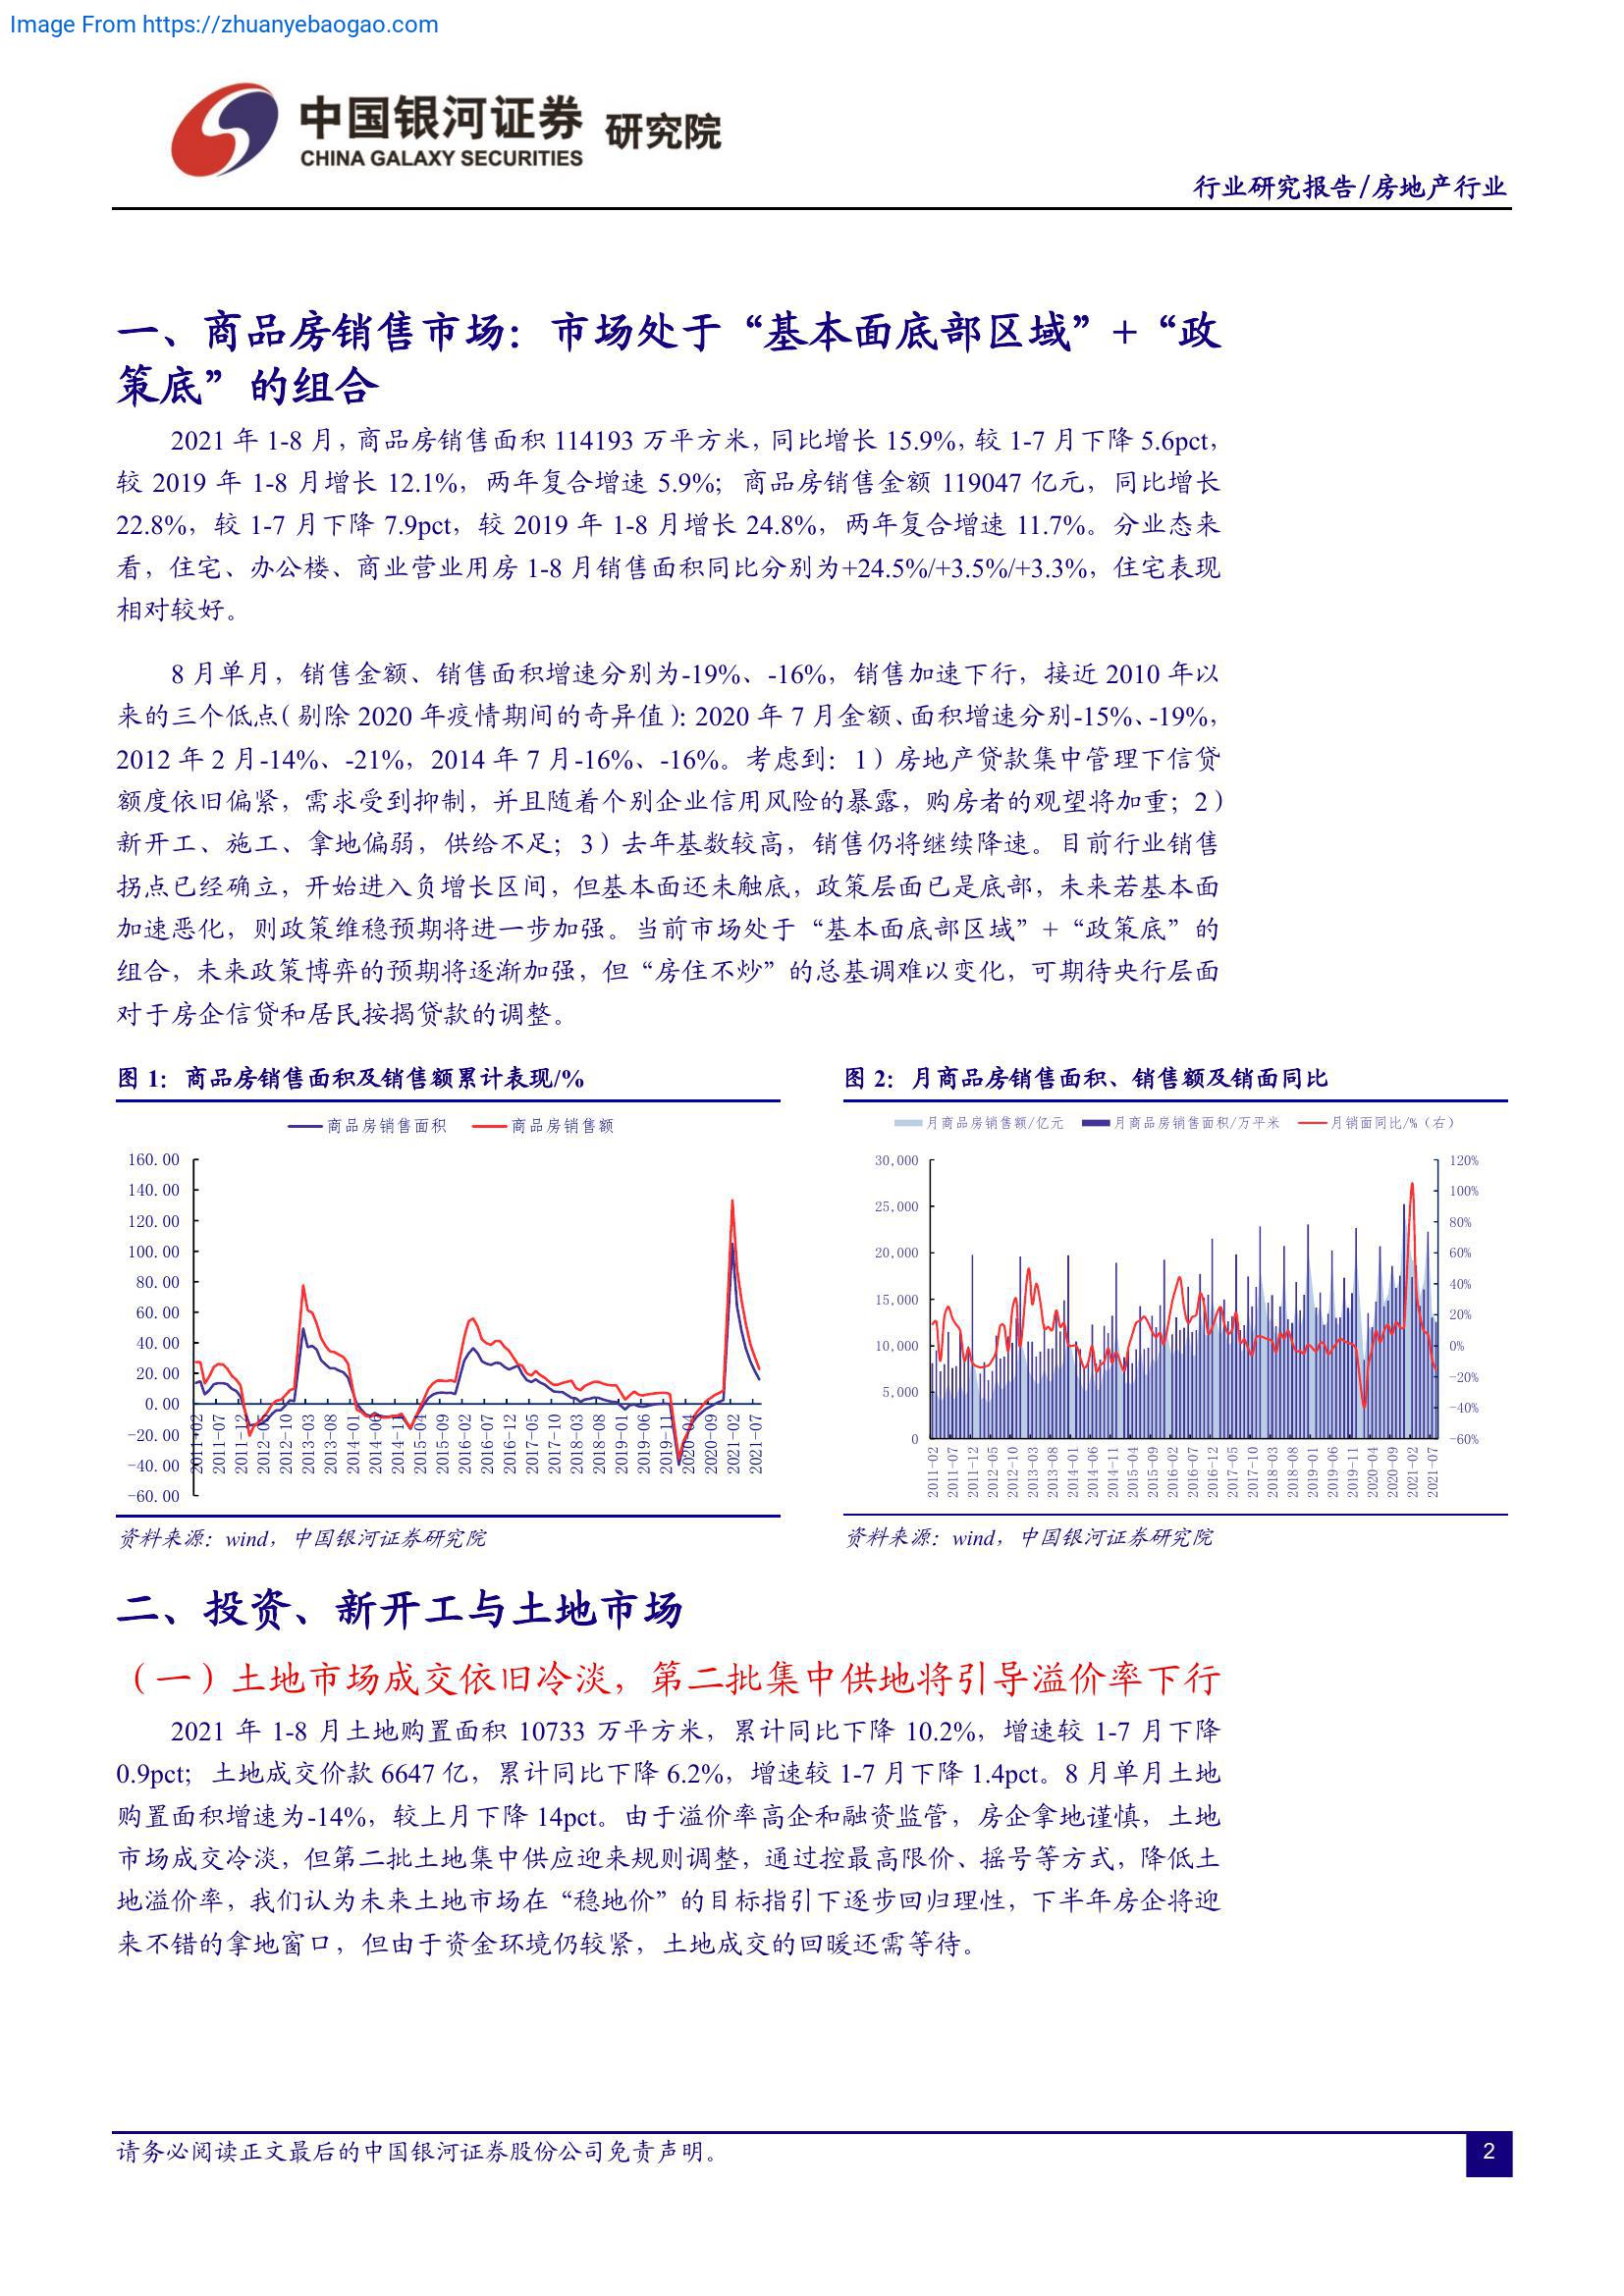 Image From https://zhuanyebaogao.com
中国银河证券 研究院
CHINA GALAXY SECURITIES
行业研究报告/房地产行业
一、商品房销售市场：市场处于“基本面底部区域”+“政
策底”的组合
2021 年 1-8 月，商品房销售面积 114193 万平方米，同比增长 15.9%，较 1-7 月下降 5.6pct，
较 2019 年 1-8 月增长 12.1%，两年复合增速 5.9%；商品房销售金额 119047 亿元，同比增长
22.8%，较 1-7 月下降 7.9pct，较 2019 年 1-8 月增长 24.8%，两年复合增速 11.7%。分业态来
看，住宅、办公楼、商业营业用房 1-8 月销售面积同比分别为+24.5%/+3.5%/+3.3%，住宅表现
相对较好。
8 月单月，销售金额、销售面积增速分别为-19%、-16%，销售加速下行，接近 2010 年以
来的三个低点（剔除 2020 年疫情期间的奇异值）：2020 年 7 月金额、面积增速分别-15%、-19%，
2012 年 2 月-14%、-21%，2014 年 7 月-16%、-16%。考虑到：1）房地产贷款集中管理下信贷
额度依旧偏紧，需求受到抑制，并且随着个别企业信用风险的暴露，购房者的观望将加重；2）
新开工、施工、拿地偏弱，供给不足；3）去年基数较高，销售仍将继续降速。目前行业销售
拐点已经确立，开始进入负增长区间，但基本面还未触底，政策层面已是底部，未来若基本面
加速恶化，则政策维稳预期将进一步加强。当前市场处于“基本面底部区域”+“政策底”的
组合，未来政策博弈的预期将逐渐加强，但“房住不炒”的总基调难以变化，可期待央行层面
对于房企信贷和居民按揭贷款的调整。
图 1：商品房销售面积及销售额累计表现/%
商品房销售面积 商品房销售额
160.00
140.00
120.00
100.00
80.00
60.00
40.00
20.00
0.00
-20.00
-40.00
-60.00
2011-02 2011-07 2011-12 2012-05 2012-10 2013-03 2013-08 2014-01 2014-06 2014-11 2015-04 2015-09 2016-02 2016-07 2016-12 2017-05 2017-10 2018-03 2018-08 2019-01 2019-06 2019-11 2020-04 2020-09 2021-02 2021-07
资料来源：wind，中国银河证券研究院
图 2：月商品房销售面积、销售额及销面同比
月商品房销售额/亿元 月商品房销售面积/万平米 月销面同比/%（右）
30,000
25,000
20,000
15,000
10,000
5,000
0
120%
100%
80%
60%
40%
20%
0%
-20%
-40%
-60%
2011-02 2011-07 2011-12 2012-05 2012-10 2013-03 2013-08 2014-01 2014-06 2014-11 2015-04 2015-09 2016-02 2016-07 2016-12 2017-05 2017-10 2018-03 2018-08 2019-01 2019-06 2019-11 2020-04 2020-09 2021-02 2021-07
资料来源：wind，中国银河证券研究院
二、投资、新开工与土地市场
（一）土地市场成交依旧冷淡，第二批集中供地将引导溢价率下行
2021 年 1-8 月土地购置面积 10733 万平方米，累计同比下降 10.2%，增速较 1-7 月下降
0.9pct；土地成交价款 6647 亿，累计同比下降 6.2%，增速较 1-7 月下降 1.4pct。8 月单月土地
购置面积增速为-14%，较上月下降 14pct。由于溢价率高企和融资监管，房企拿地谨慎，土地
市场成交冷淡，但第二批土地集中供应迎来规则调整，通过控最高限价、摇号等方式，降低土
地溢价率，我们认为未来土地市场在“稳地价”的目标指引下逐步回归理性，下半年房企将迎
来不错的拿地窗口，但由于资金环境仍较紧，土地成交的回暖还需等待。
请务必阅读正文最后的中国银河证券股份公司免责声明。
2